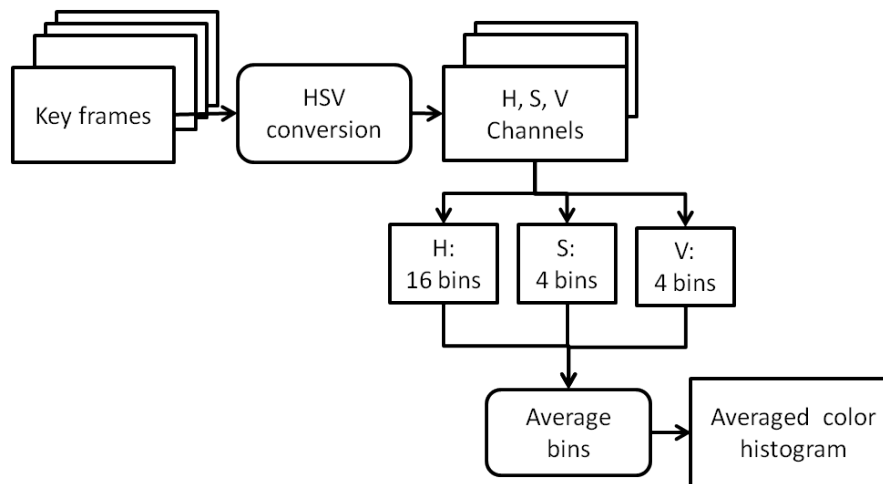 Key frames
HSV
conversion
H, S, V
Channels
H:
16 bins
S:
4 bins
V:
4 bins
Average
bins
Averaged color
histogram